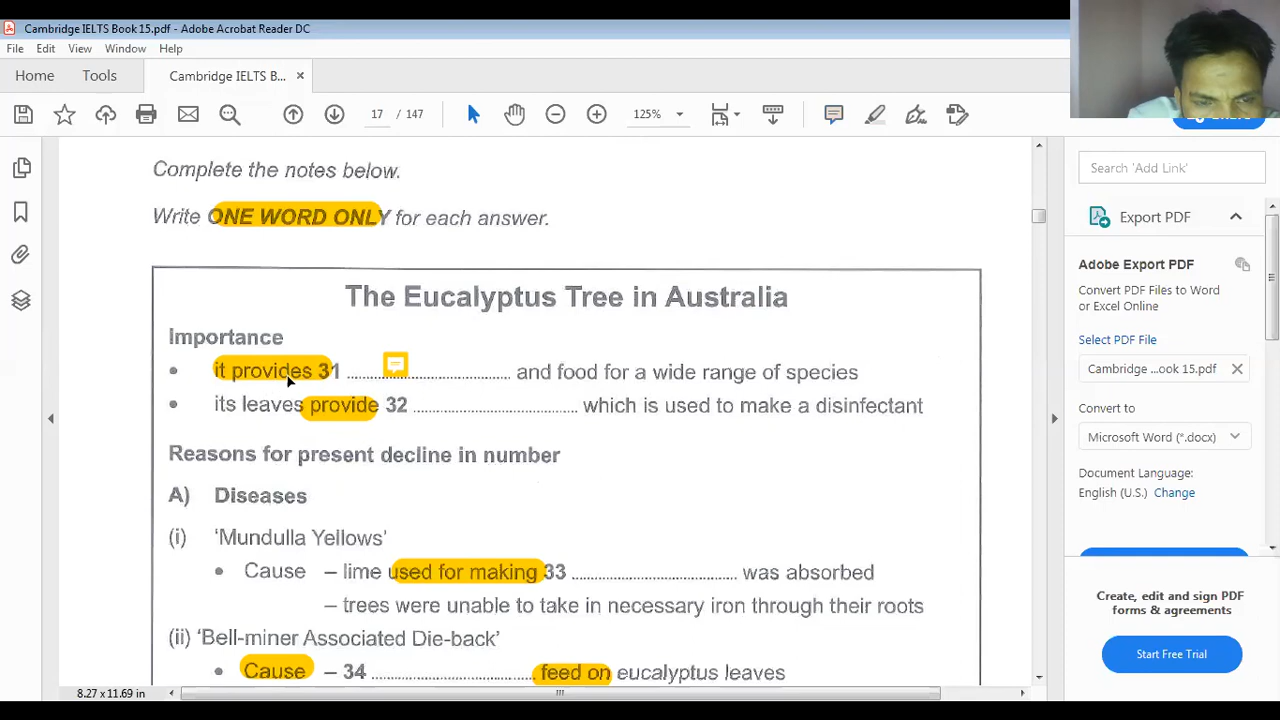 Cambridge IELTS Book 15.pdf - Adobe Acrobat Reader DC
File Edit View Window Help
Home Tools Cambridge IELTS B... ×
17 / 147 125%
Complete the notes below.
Write ONE WORD ONLY for each answer.
The Eucalyptus Tree in Australia
Importance
• it provides 31 .................................. and food for a wide range of species
• its leaves provide 32 .................................. which is used to make a disinfectant
Reasons for present decline in number
A) Diseases
(i) ‘Mundulla Yellows’
• Cause – lime used for making 33 .................................. was absorbed
– trees were unable to take in necessary iron through their roots
(ii) ‘Bell-miner Associated Die-back’
• Cause – 34 .................................. feed on eucalyptus leaves
8.27 x 11.69 in
Search 'Add Link'
Export PDF
Adobe Export PDF
Convert PDF Files to Word
or Excel Online
Select PDF File
Cambridge ...ook 15.pdf ×
Convert to
Microsoft Word (*.docx)
Document Language:
English (U.S.) Change
Create, edit and sign PDF
forms & agreements
Start Free Trial